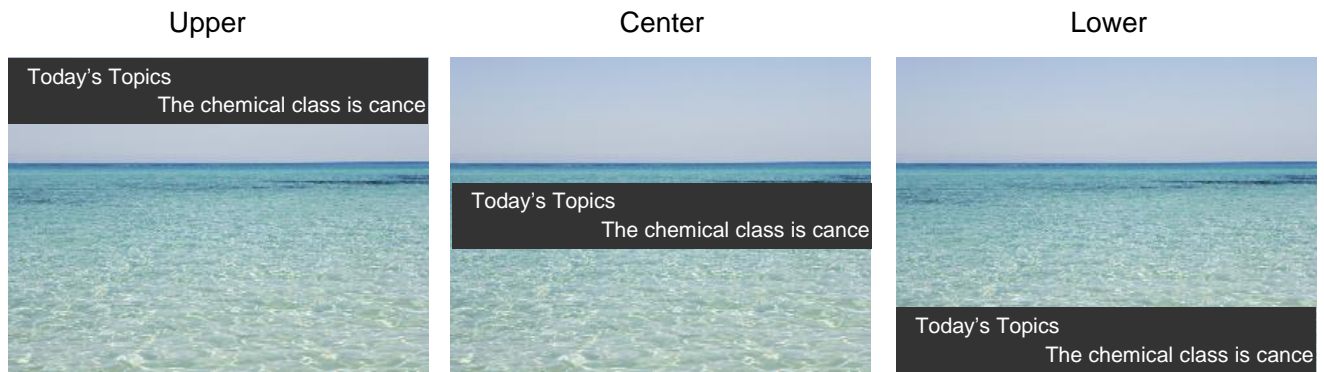 Upper
Center
Lower
Today's Topics
The chemical class is cance
Today's Topics
The chemical class is cance
Today's Topics
The chemical class is cance